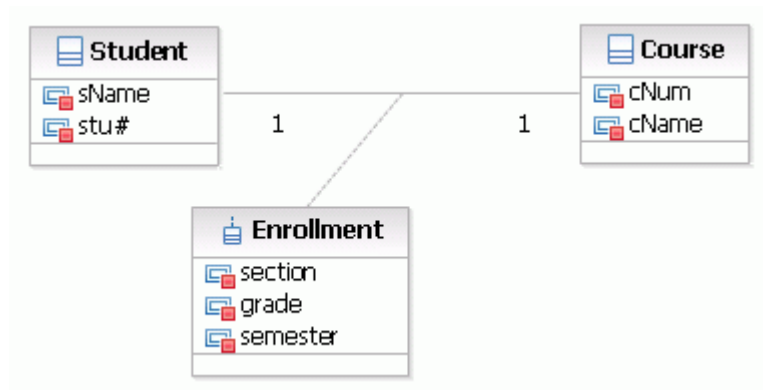 Student
sName
stu#
1
1
Course
cNum
cName
Enrollment
section
grade
semester